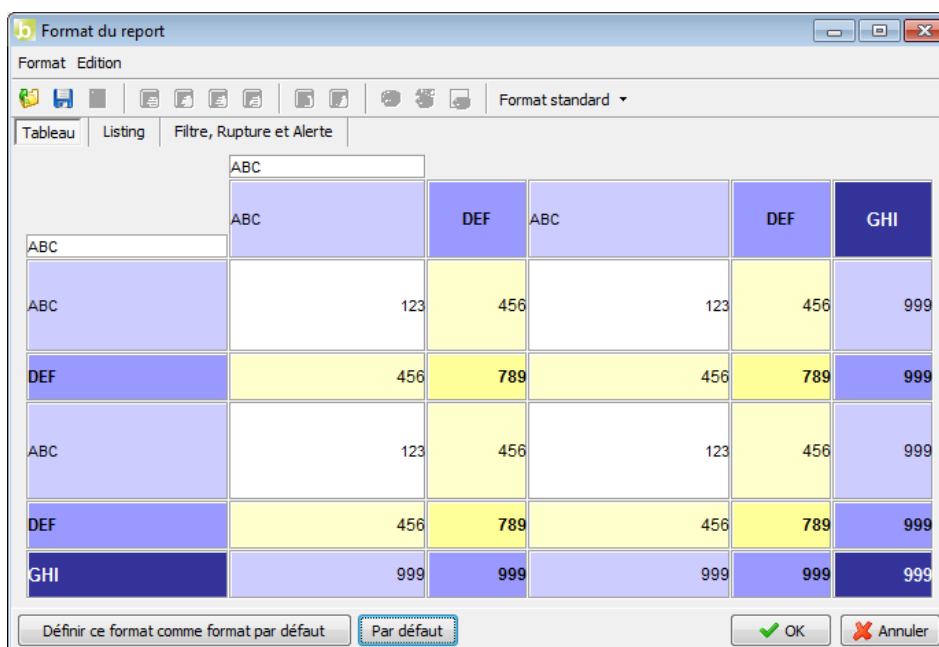 Format du report
Format Edition
Format standard
Tableau Listing Filtre, Rupture et Alerte
ABC
ABC DEF ABC DEF GHI
ABC
ABC 123 456 123 456 999
DEF 456 789 456 789 999
ABC 123 456 123 456 999
DEF 456 789 456 789 999
GHI 999 999 999 999 999
Définir ce format comme format par défaut Par défaut OK Annuler